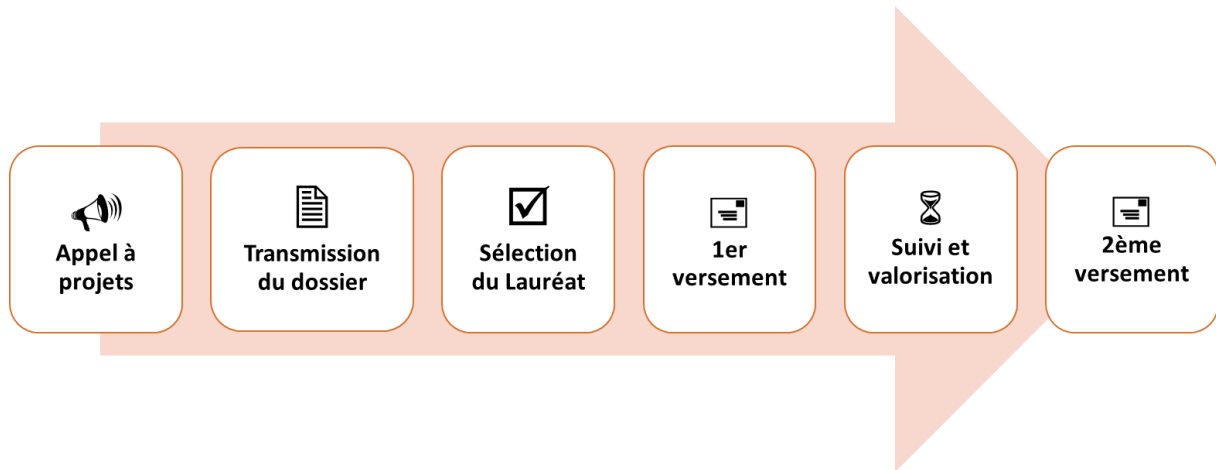 Appel à
projets
Transmission
du dossier
Sélection
du Lauréat
1er
versement
Suivi et
valorisation
2ème
versement